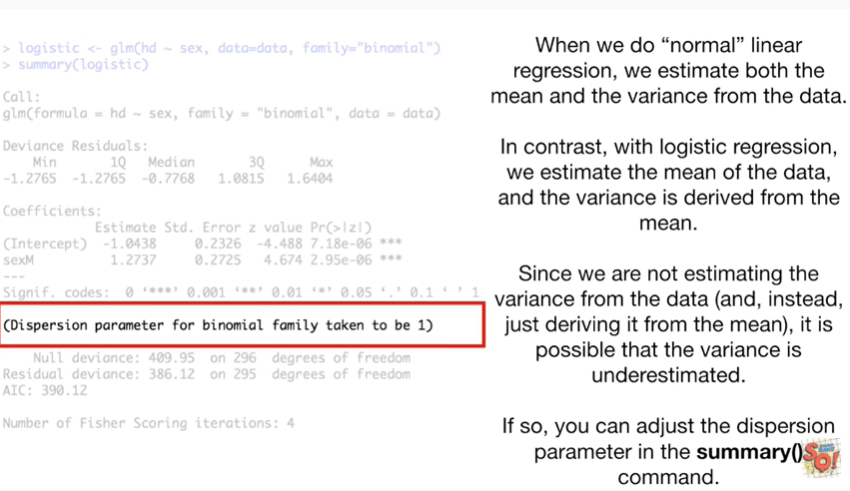 > logistic <- glm(hd ~ sex, data=data, family="binomial")
> summary(logistic)
Call:
glm(formula = hd ~ sex, family = "binomial", data = data)
Deviance Residuals:
Min 1Q Median 3Q Max
-1.2765 -1.2765 -0.7768 1.0815 1.6404
Coefficients:
Estimate Std. Error z value Pr(>|z|)
(Intercept) -1.0438 0.2326 -4.488 7.18e-06 ***
sexM 1.2737 0.2725 4.674 2.95e-06 ***
---
Signif. codes: 0 ‘***’ 0.001 ‘**’ 0.01 ‘*’ 0.05 ‘.’ 0.1 ‘ ’ 1
(Dispersion parameter for binomial family taken to be 1)
Null deviance: 409.95 on 296 degrees of freedom
Residual deviance: 386.12 on 295 degrees of freedom
AIC: 390.12
Number of Fisher Scoring iterations: 4
When we do “normal” linear
regression, we estimate both the
mean and the variance from the data.
In contrast, with logistic regression,
we estimate the mean of the data,
and the variance is derived from the
mean.
Since we are not estimating the
variance from the data (and, instead,
just deriving it from the mean), it is
possible that the variance is
underestimated.
If so, you can adjust the dispersion
parameter in the summary()
command.
SQ!